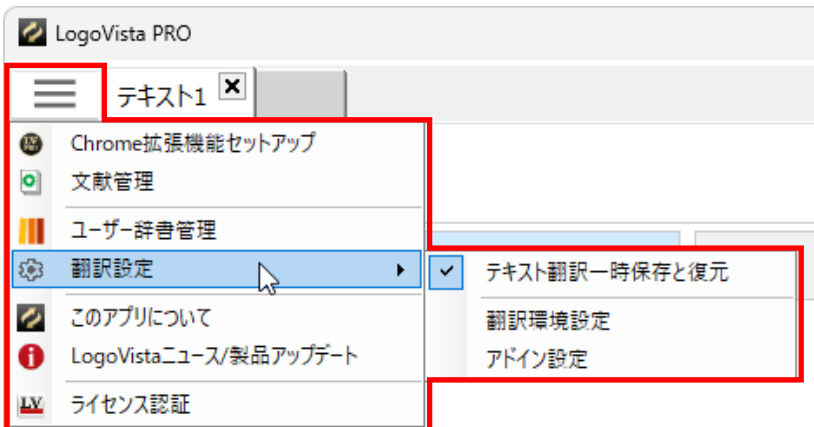 LogoVista PRO
テキスト1
Chrome拡張機能セットアップ
文献管理
ユーザー辞書管理
翻訳設定
テキスト翻訳一時保存と復元
翻訳環境設定
アドイン設定
このアプリについて
LogoVistaニュース/製品アップデート
ライセンス認証